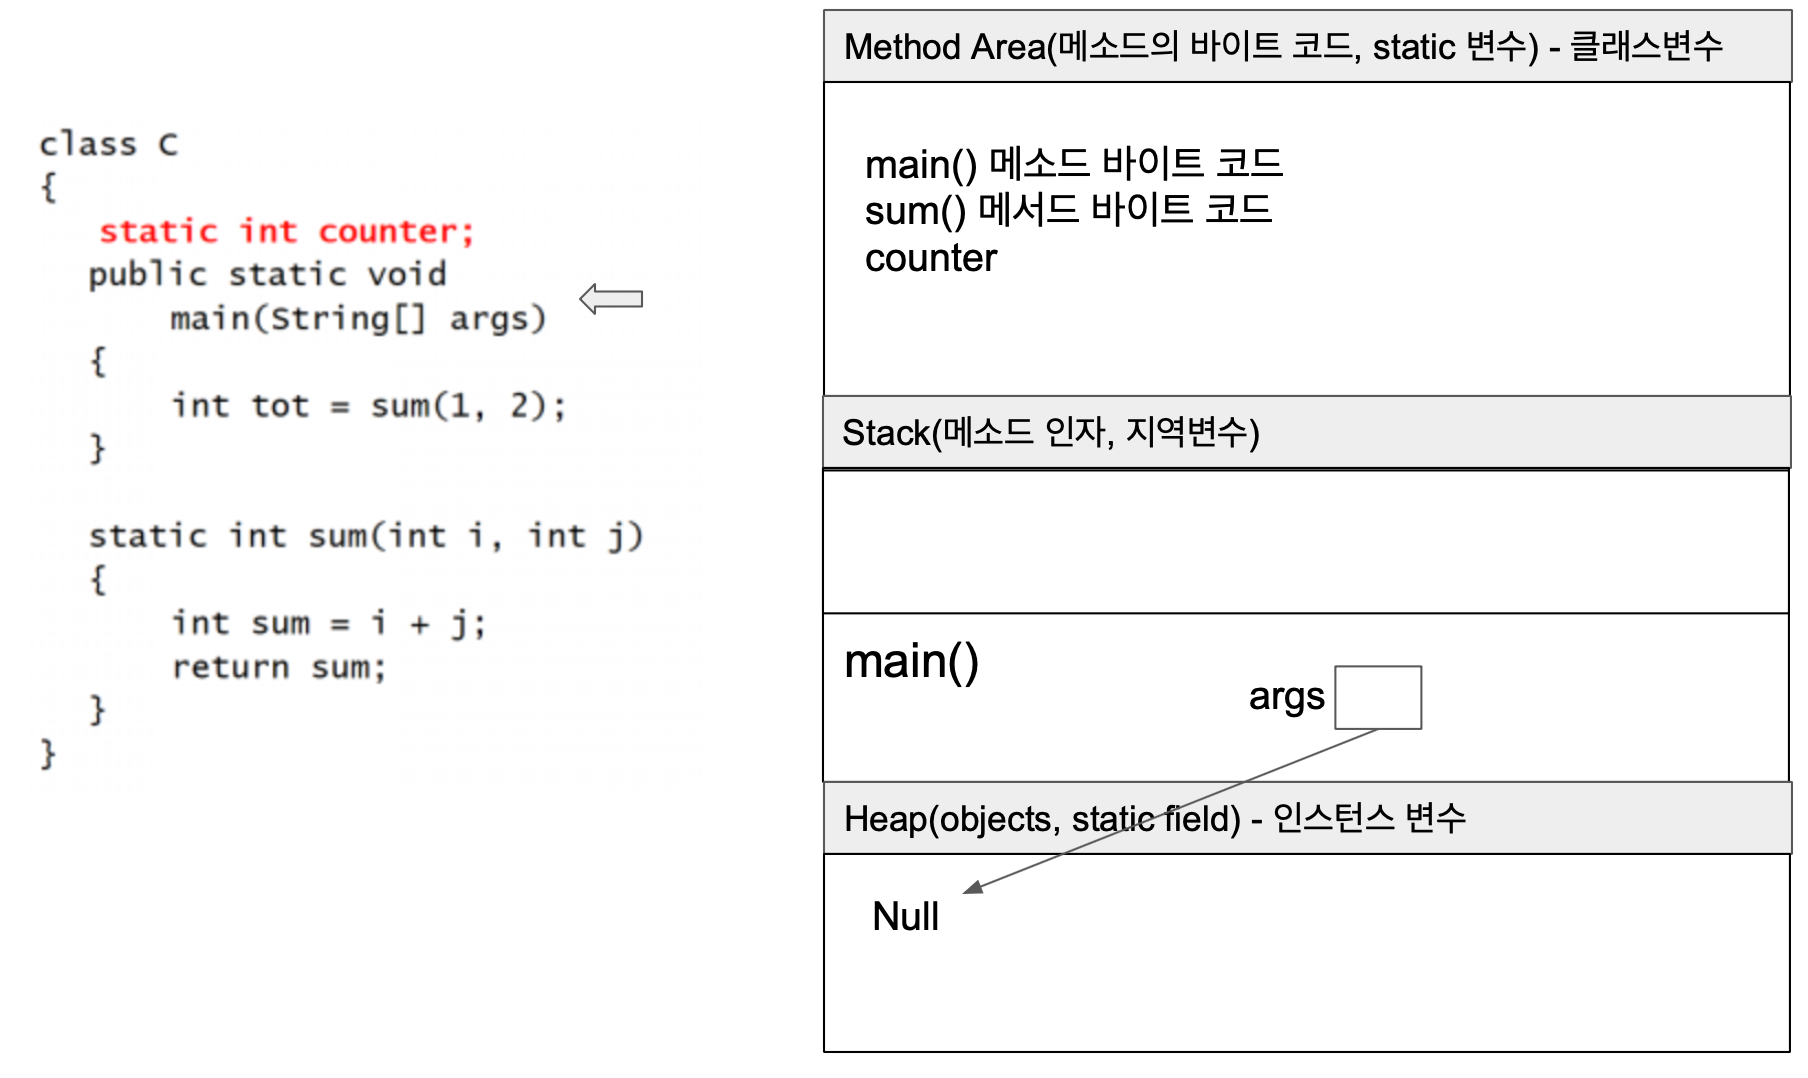 class C
{
static int counter;
public static void
main(String[] args)
{
int tot = sum(1, 2);
}
static int sum(int i, int j)
{
int sum = i + j;
return sum;
}
}
Method Area(메소드의 바이트 코드, static 변수) - 클래스변수
main() 메소드 바이트 코드
sum() 메서드 바이트 코드
counter
Stack(메소드 인자, 지역변수)
main()
args
Heap(objects, static field) - 인스턴스 변수
Null